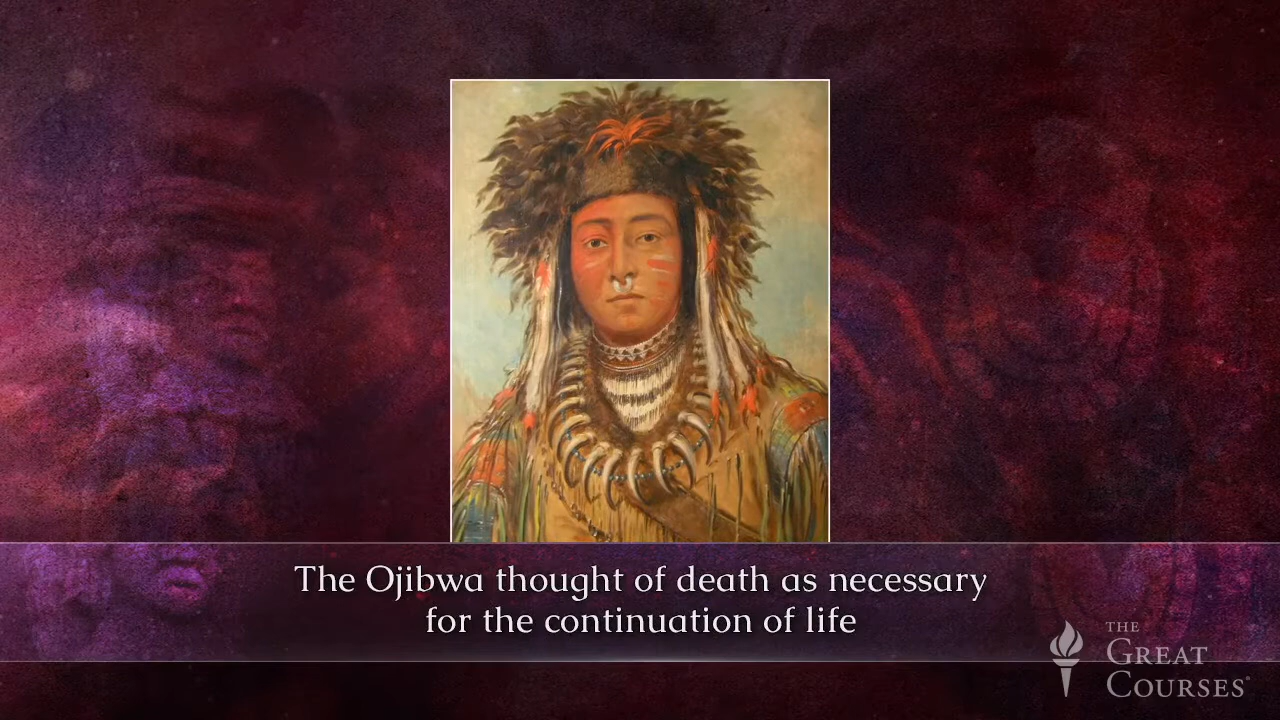 The Ojibwa thought of death as necessary
for the continuation of life
THE
GREAT
COURSES®